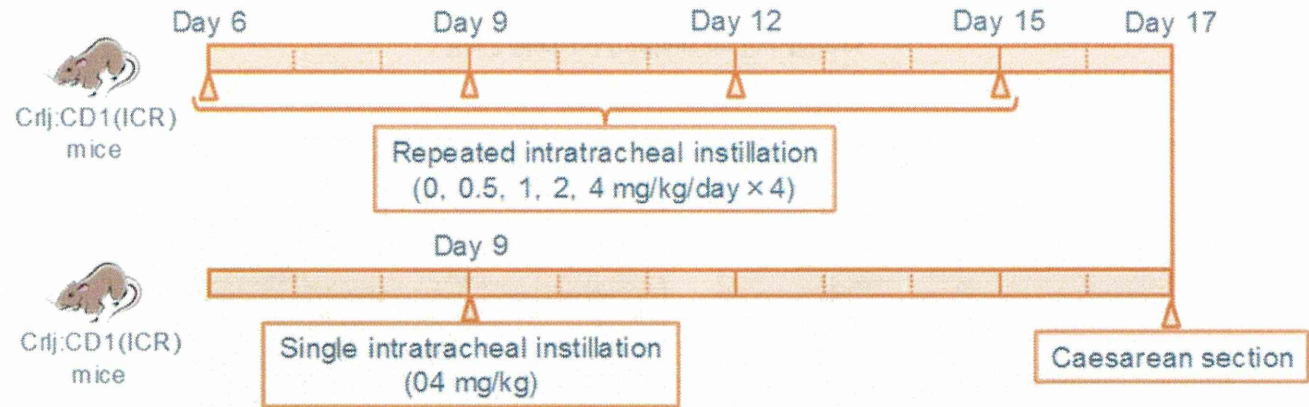 Day 6 Day 9 Day 12 Day 15 Day 17
Crlj:CD1(ICR)
mice
Repeated intratracheal instillation
(0, 0.5, 1, 2, 4 mg/kg/day × 4)
Day 9
Crlj:CD1(ICR)
mice
Single intratracheal instillation
(04 mg/kg)
Caesarean section